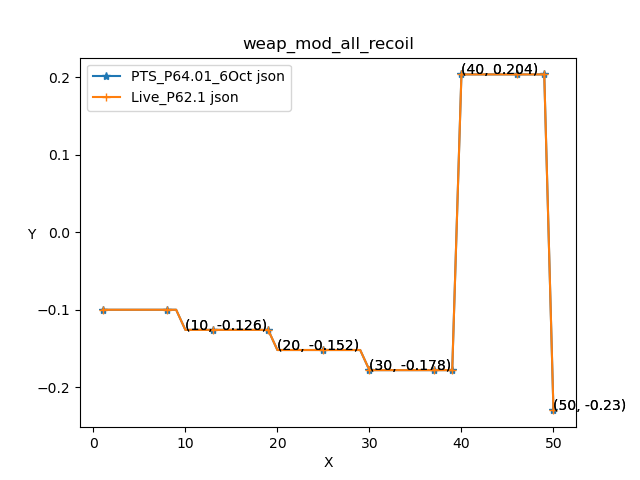 weap_mod_all_recoil
PTS_P64.01_6Oct json
Live_P62.1 json
Y
0.2
0.1
0.0
−0.1
−0.2
(40, 0.204)
(10, -0.126)
(20, -0.152)
(30, -0.178)
(50, -0.23)
0 10 20 30 40 50
X